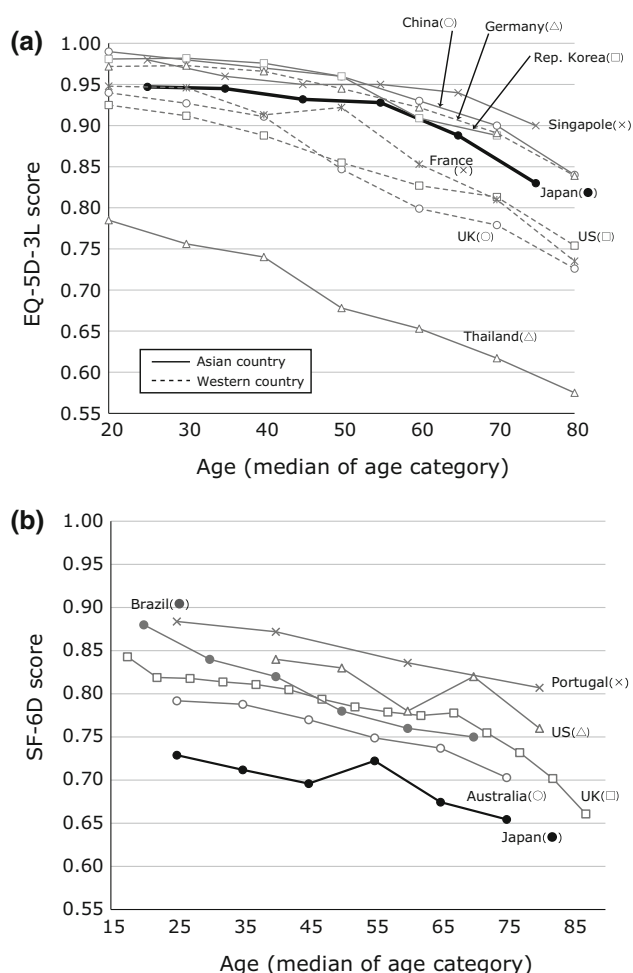 (a)
EQ-5D-3L score
1.00
0.95
0.90
0.85
0.80
0.75
0.70
0.65
0.60
0.55
China(○)
Germany(△)
Rep. Korea(□)
Singapole(×)
France
(×)
Japan(●)
UK(○)
US(□)
Thailand(△)
Asian country
Western country
20 30 40 50 60 70 80
Age (median of age category)
(b)
SF-6D score
1.00
0.95
0.90
0.85
0.80
0.75
0.70
0.65
0.60
0.55
Brazil(●)
Portugal(×)
US(△)
Australia(○)
UK(□)
Japan(●)
15 25 35 45 55 65 75 85
Age (median of age category)